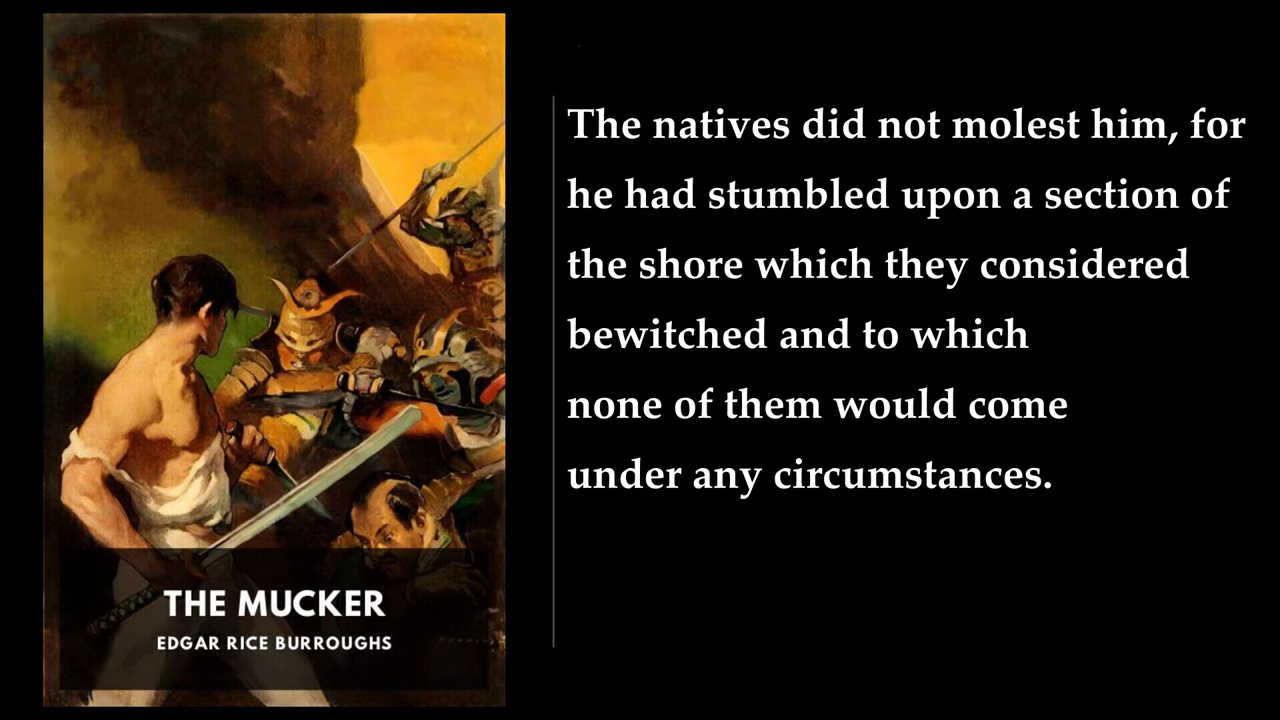 THE MUCKER
EDGAR RICE BURROUGHS
The natives did not molest him, for
he had stumbled upon a section of
the shore which they considered
bewitched and to which
none of them would come
under any circumstances.